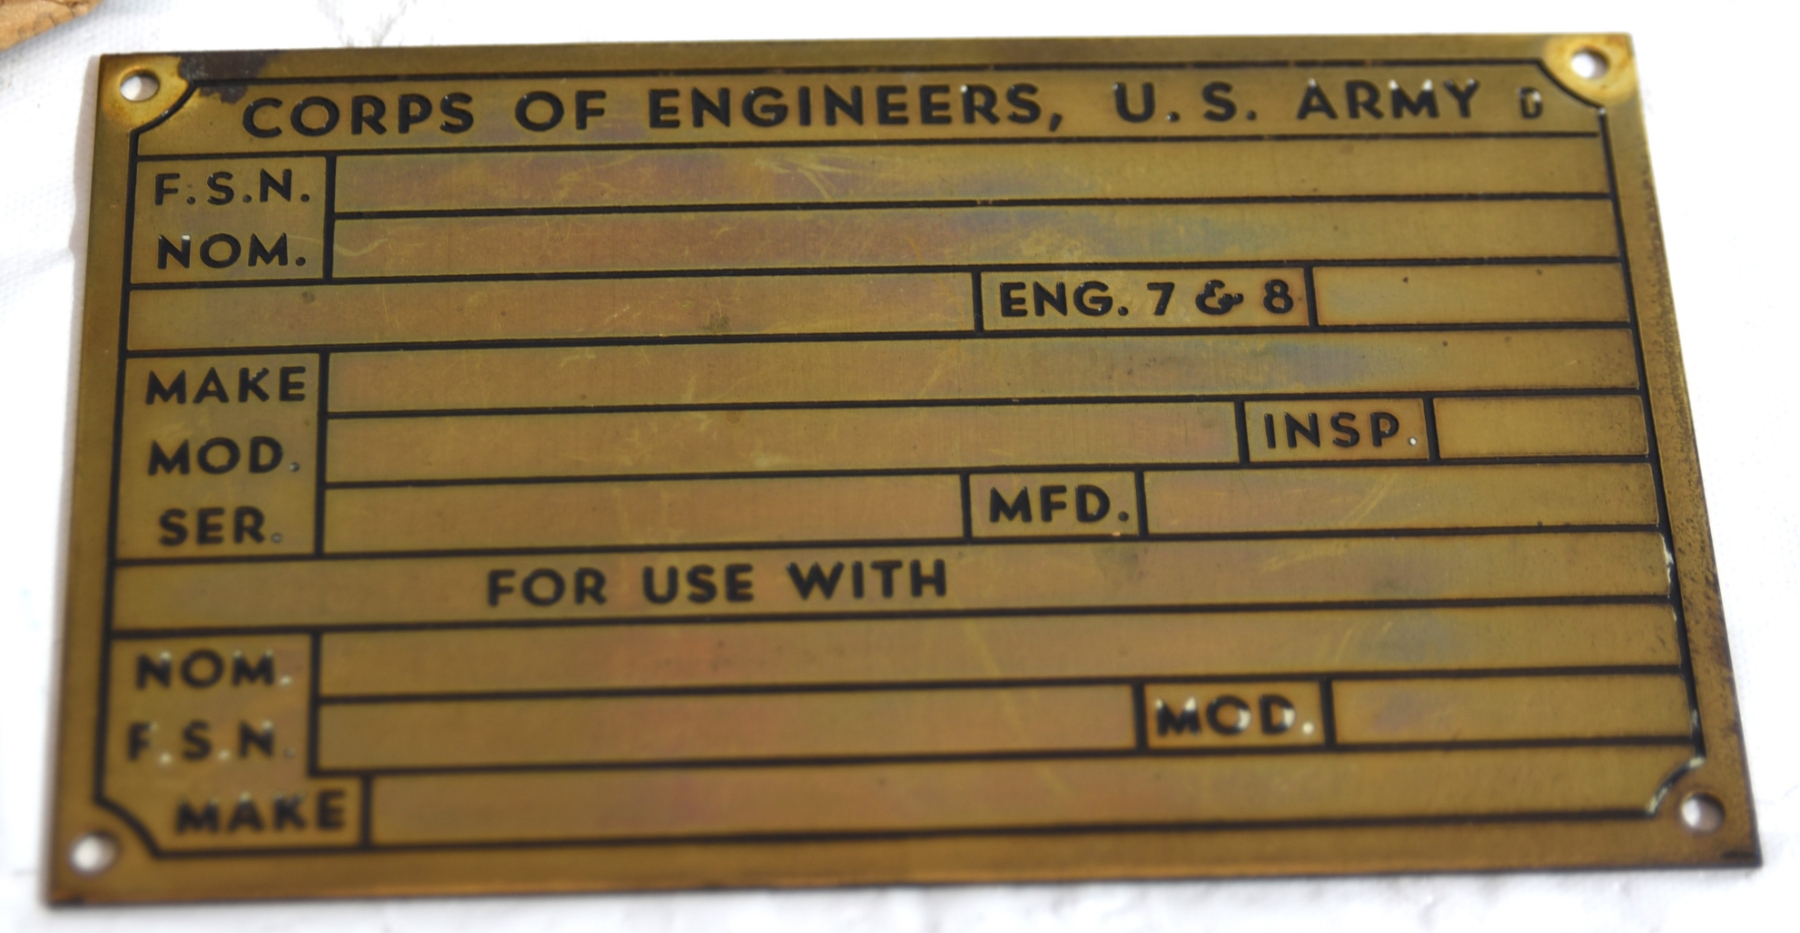 CORPS OF ENGINEERS, U.S. ARMY D
F.S.N.
NOM.
ENG. 7 & 8
MAKE
MOD. INSP.
SER. MFD.
FOR USE WITH
NOM.
F.S.N. MOD.
MAKE